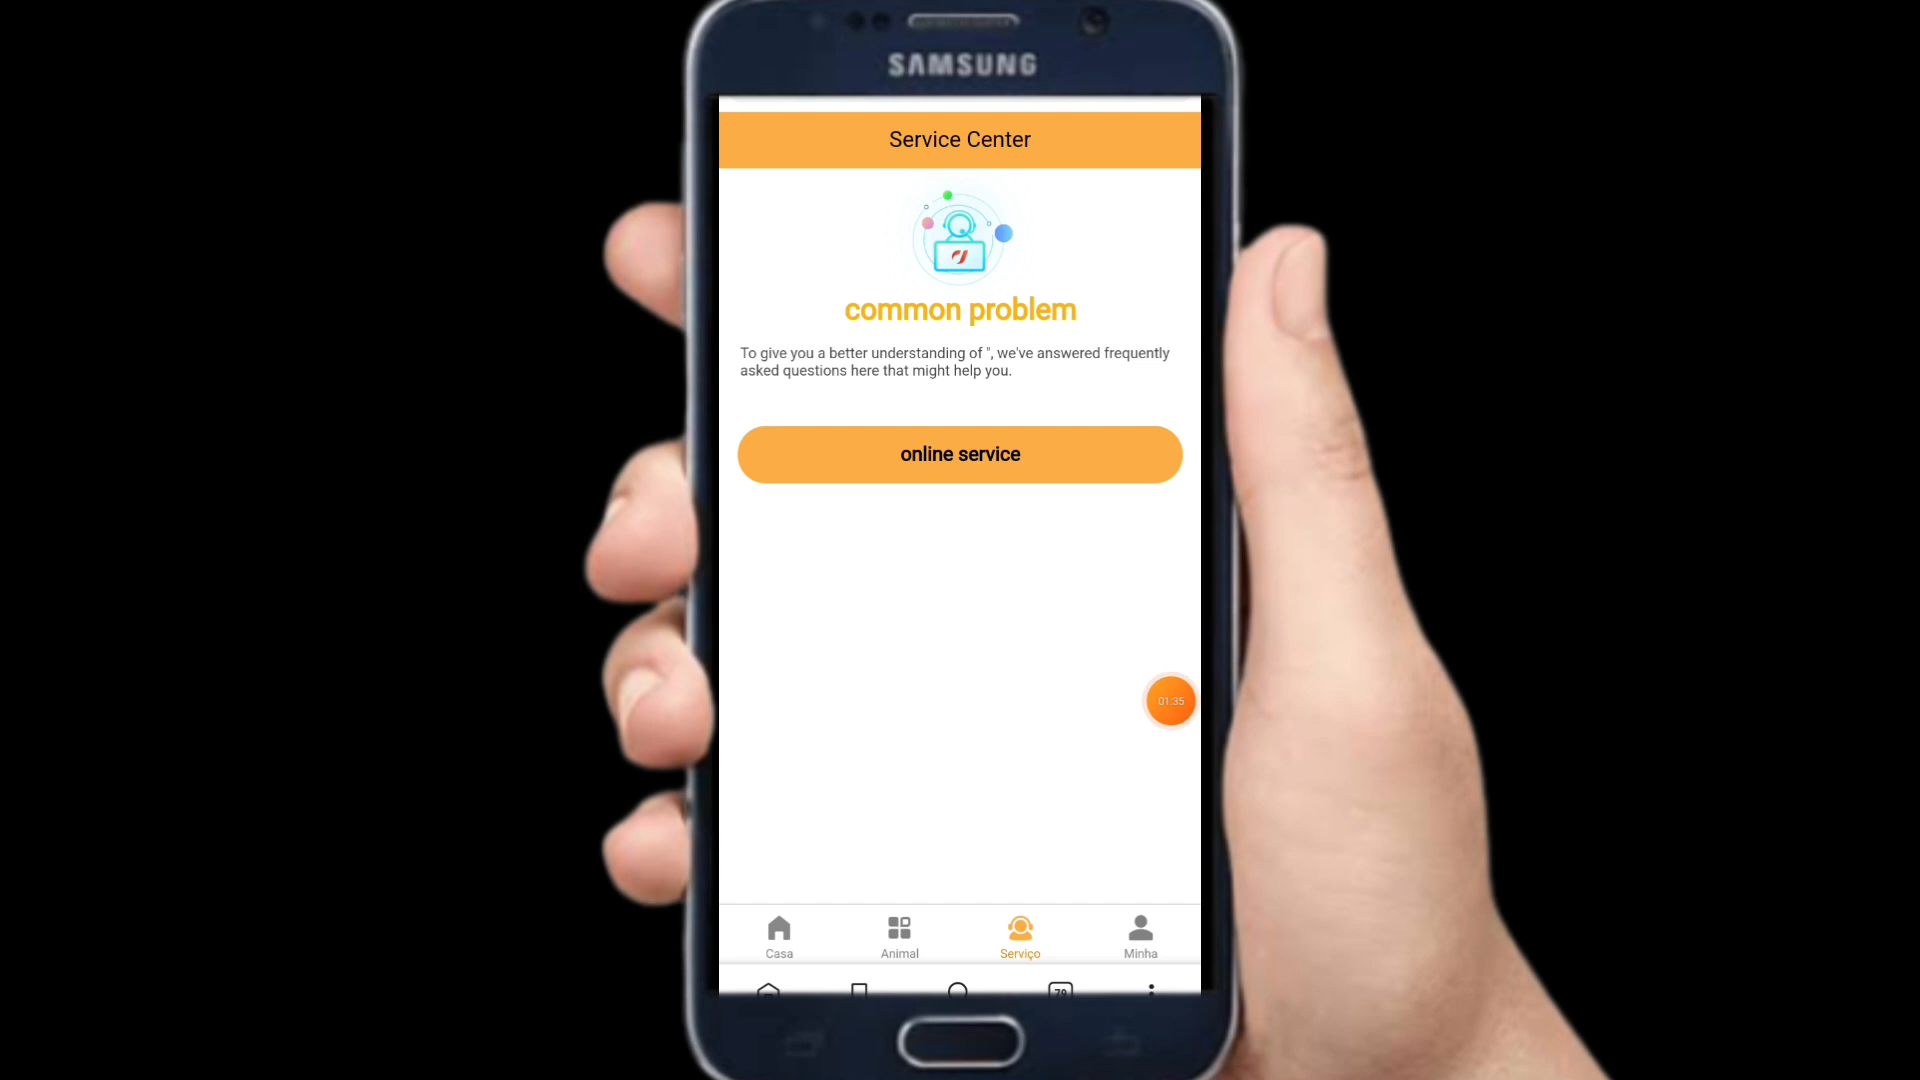 SAMSUNG
Service Center
common problem
To give you a better understanding of ", we've answered frequently
asked questions here that might help you.
online service
01:35
Casa
Animal
Serviço
Minha
79